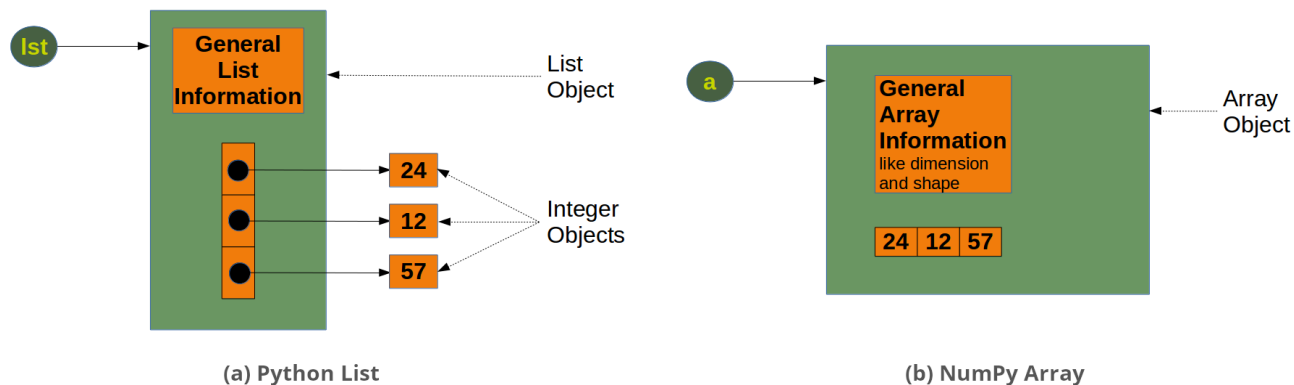 lst
General
List
Information
List
Object
24
12
57
Integer
Objects
(a) Python List
a
General
Array
Information
like dimension
and shape
Array
Object
24 12 57
(b) NumPy Array